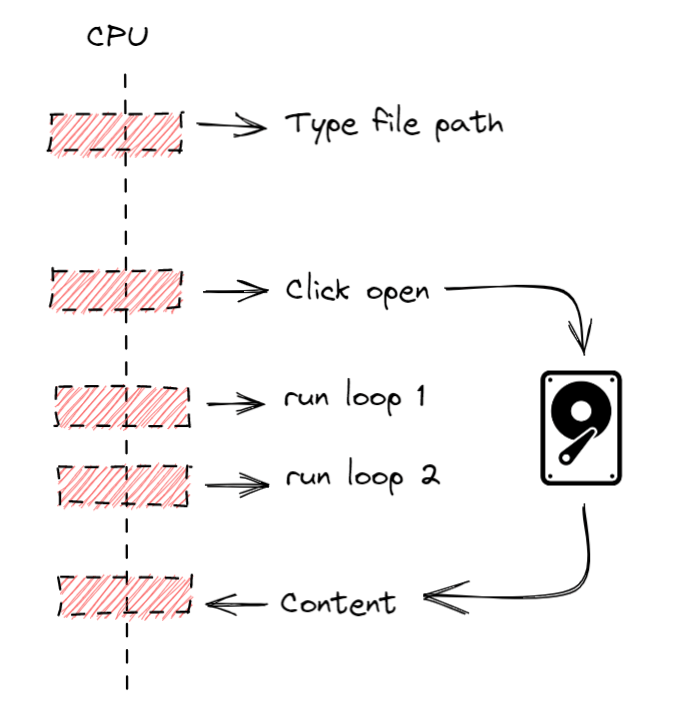 CPU
Type file path
Click open
run loop 1
run loop 2
Content